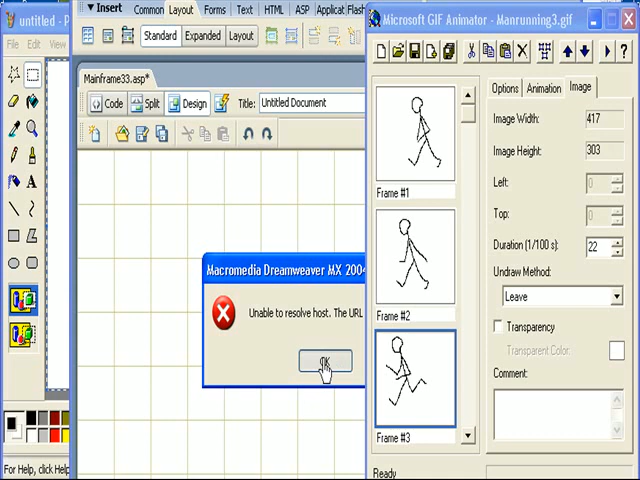 untitled - P
File
Edit
For Help, click Help
Insert
Common
Layout
Forms
Text
HTML
ASP
Flash
Standard
Expanded
Layout
Mainframe33.asp*
Code
Split
Design
Title:
Untitled Document
Macromedia Dreamweaver MX 2004
Unable to resolve host. The URL
OK
Microsoft GIF Animator - Manrunning3.gif
Frame #1
Frame #2
Frame #3
Options
Animation
Image
Image Width:
417
Image Height:
303
Left:
0
Top:
0
Duration (1/100 s):
22
Undraw Method:
Leave
Transparency
Transparent Color:
Comment:
Ready